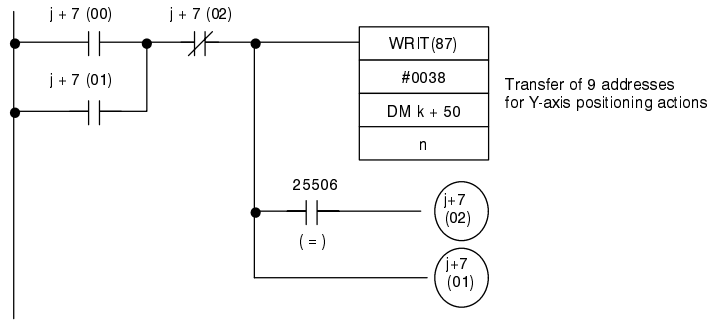 j + 7 (00)
j + 7 (02)
j + 7 (01)
WRIT(87)
#0038
DM k + 50
n
Transfer of 9 addresses
for Y-axis positioning actions
25506
( = )
j+7
(02)
j+7
(01)